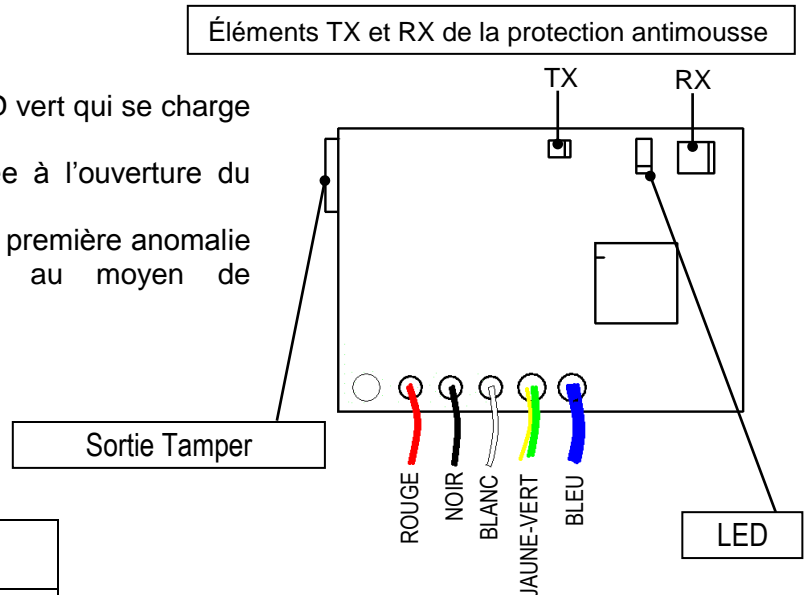 Éléments TX et RX de la protection antimousse
TX
RX
vert qui se charge
à l’ouverture du
première anomalie
au moyen de
Sortie Tamper
ROUGE
NOIR
BLANC
JAUNE-VERT
BLEU
LED